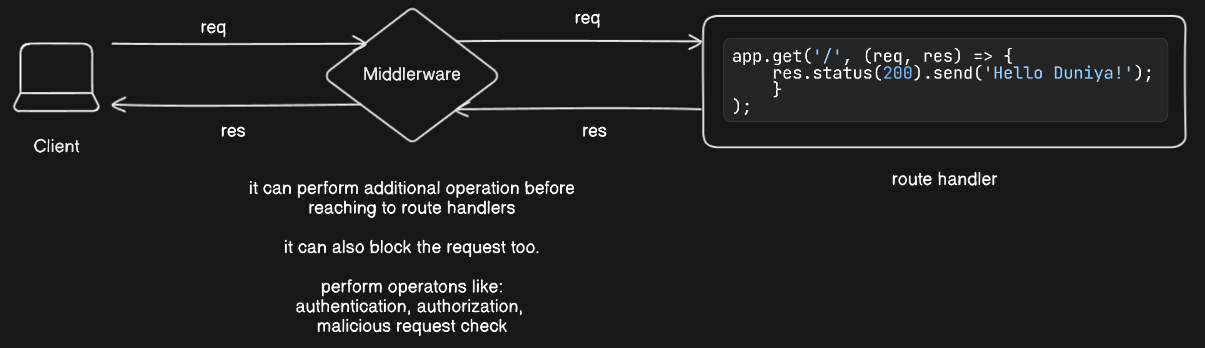 req
req
Middlerware
app.get('/', (req, res) => {
    res.status(200).send('Hello Duniya!');
    }
);
res
res
Client
route handler
it can perform additional operation before
reaching to route handlers
it can also block the request too.
perform operatons like:
authentication, authorization,
malicious request check